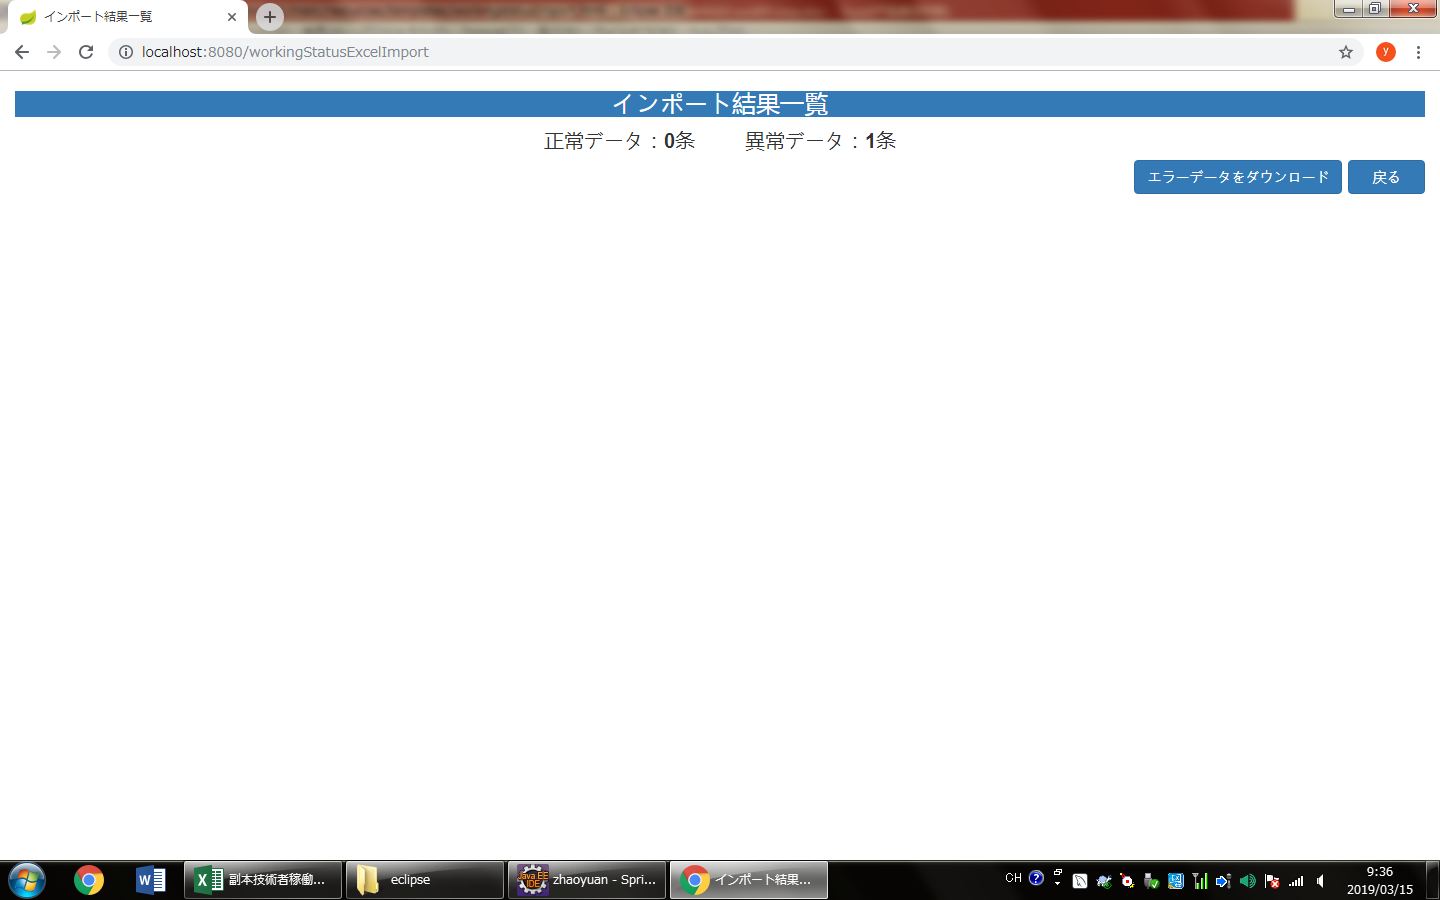 インポート結果一覧
localhost:8080/workingStatusExcelImport
y
インポート結果一覧
正常データ：0条 異常データ：1条
エラーデータをダウンロード 戻る
副本技術者稼働...
eclipse
zhaoyuan - Spri...
インポート結果...
CH
9:36
2019/03/15